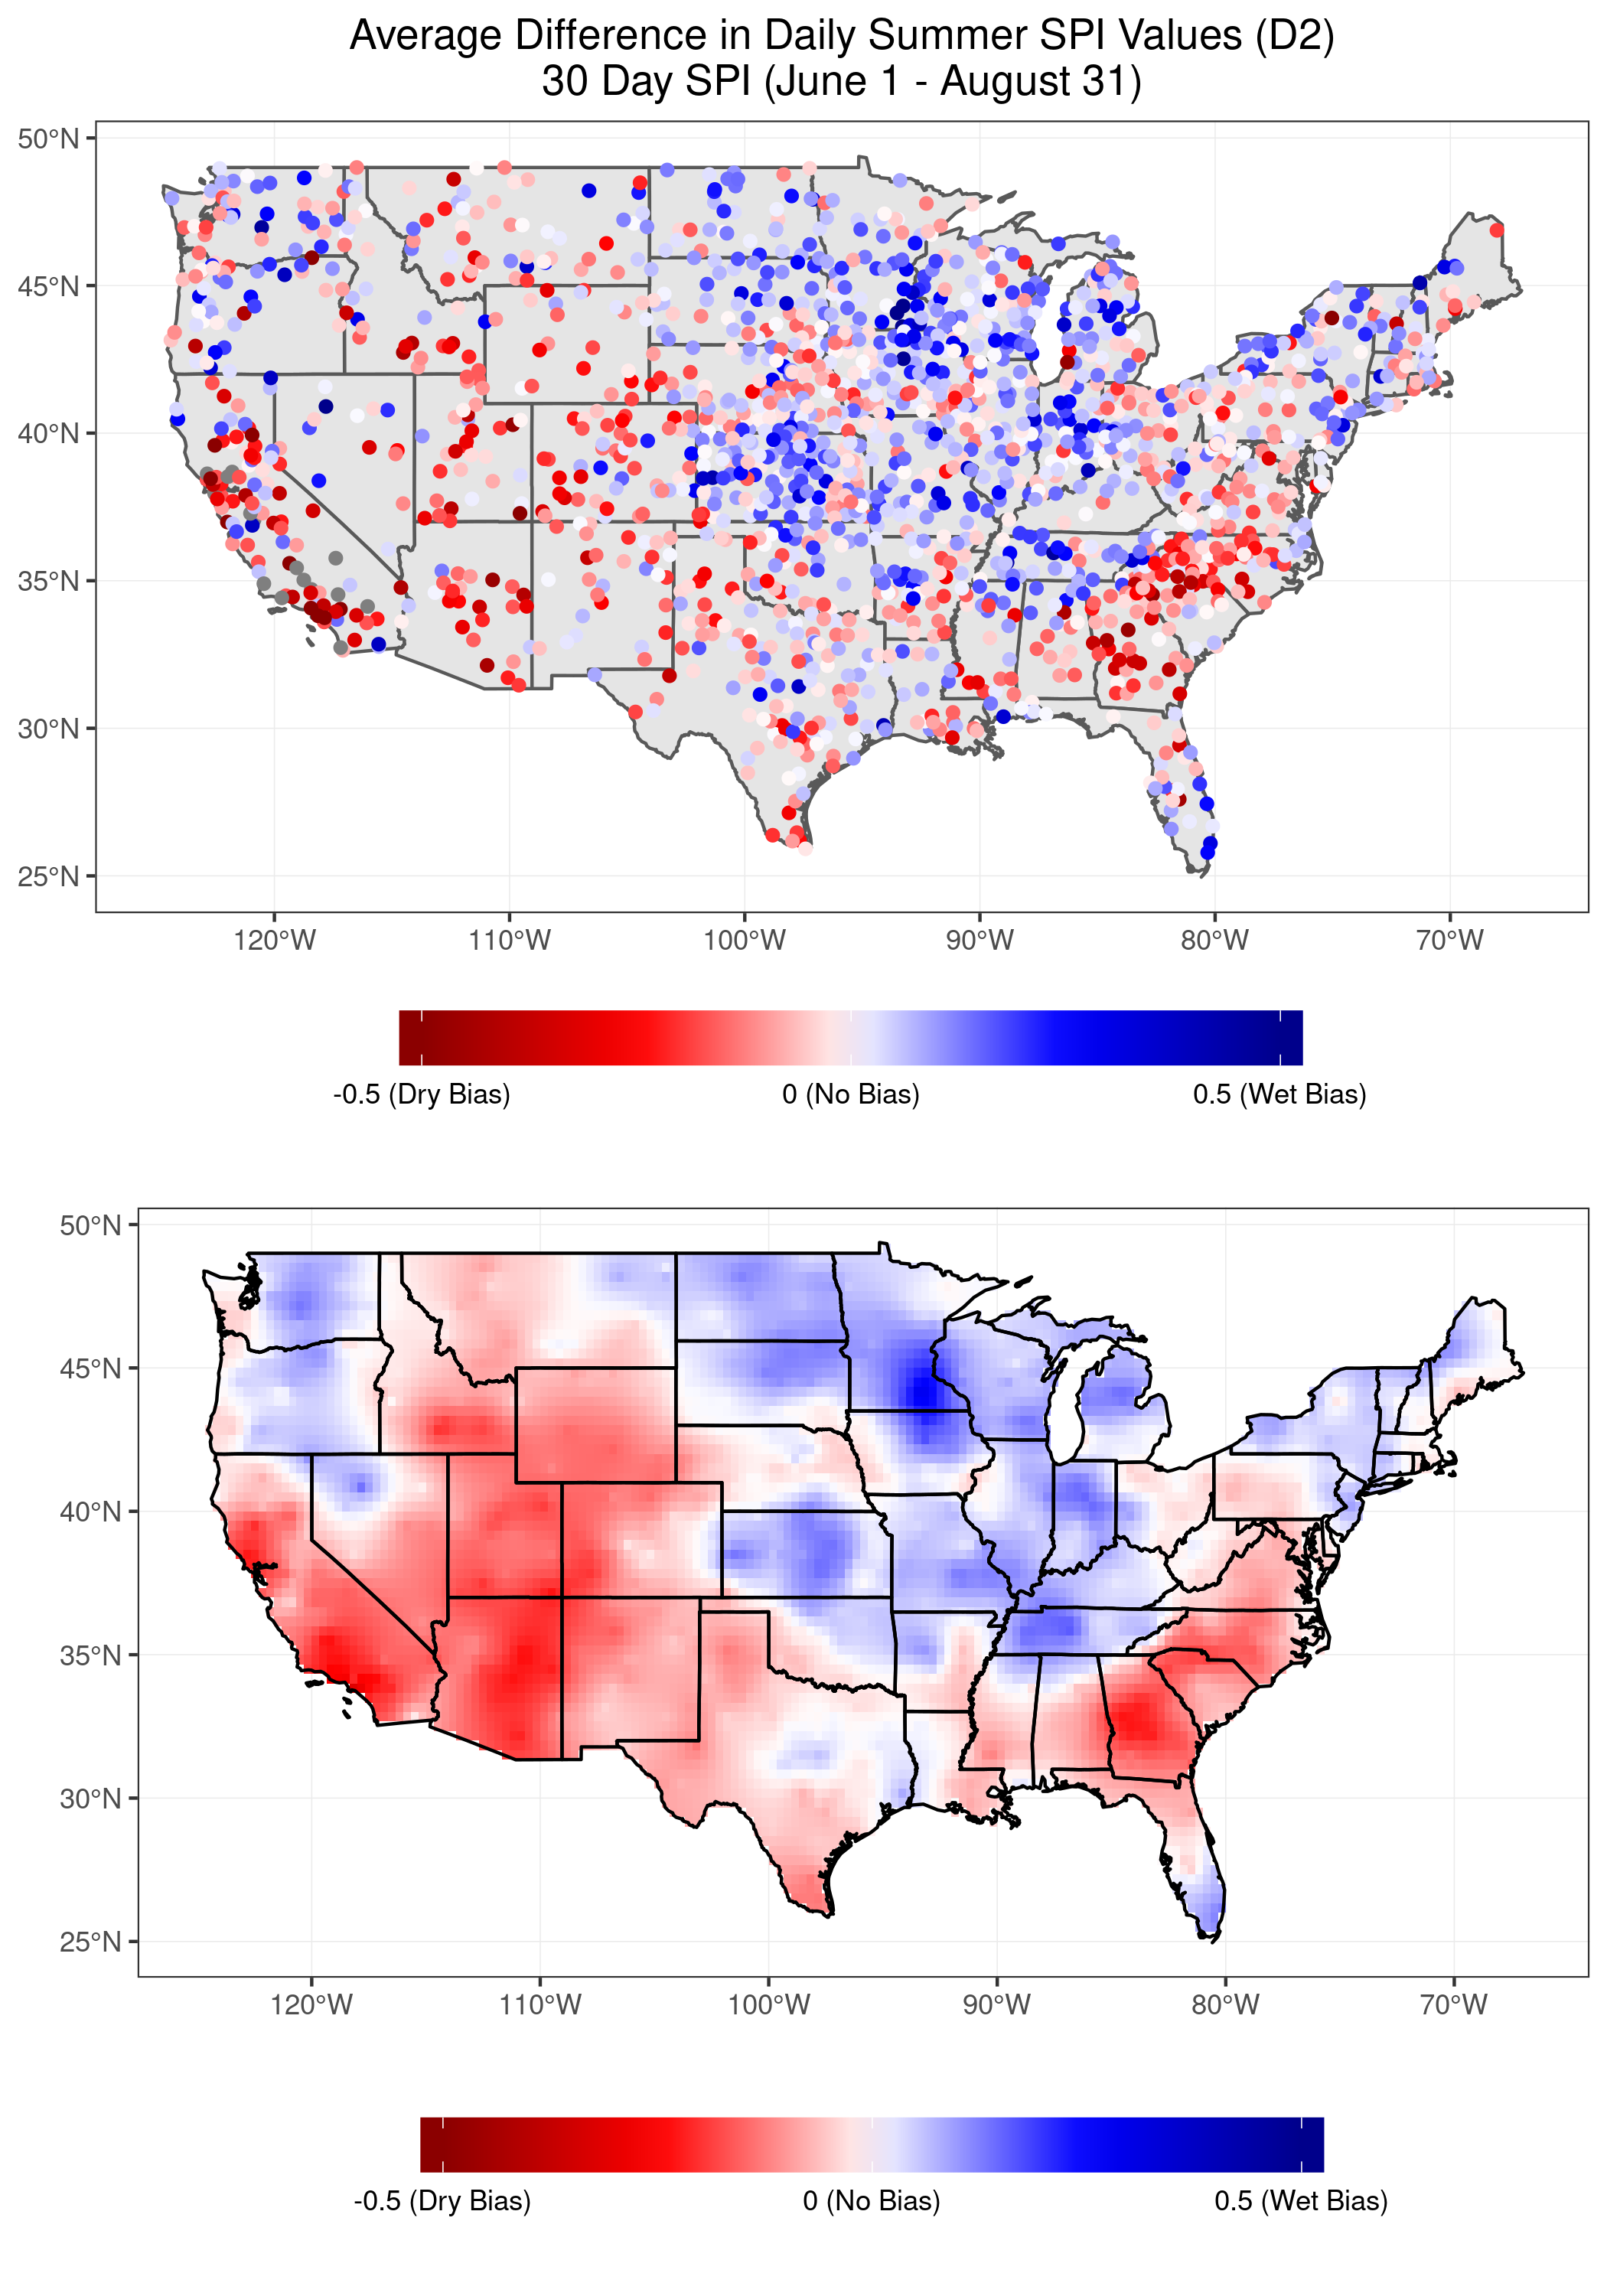 Average Difference in Daily Summer SPI Values (D2)
30 Day SPI (June 1 - August 31)
50°N
45°N
40°N
35°N
30°N
25°N
120°W 110°W 100°W 90°W 80°W 70°W
-0.5 (Dry Bias) 0 (No Bias) 0.5 (Wet Bias)
50°N
45°N
40°N
35°N
30°N
25°N
120°W 110°W 100°W 90°W 80°W 70°W
-0.5 (Dry Bias) 0 (No Bias) 0.5 (Wet Bias)